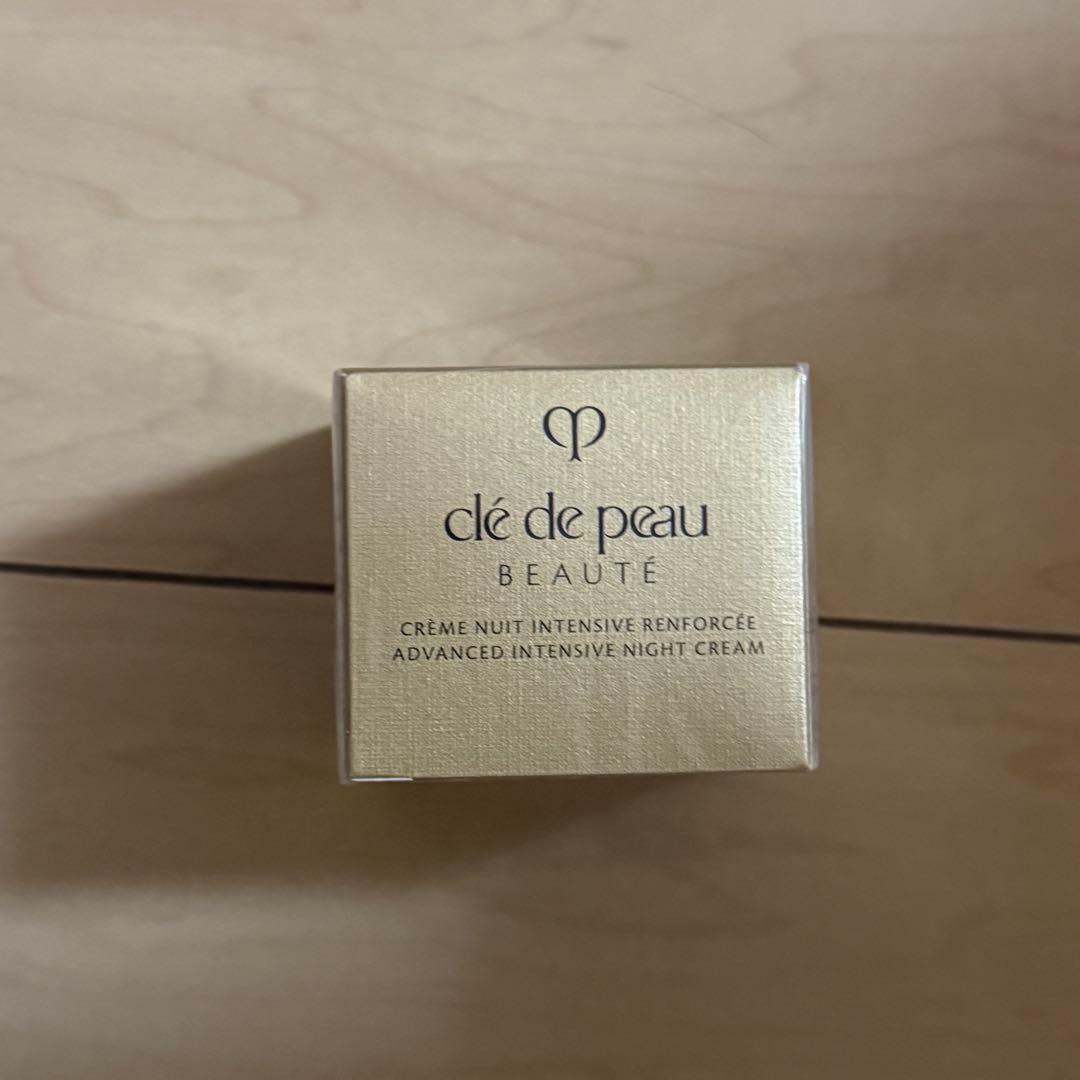 clé de peau
BEAUTÉ
CRÈME NUIT INTENSIVE RENFORCÉE
ADVANCED INTENSIVE NIGHT CREAM